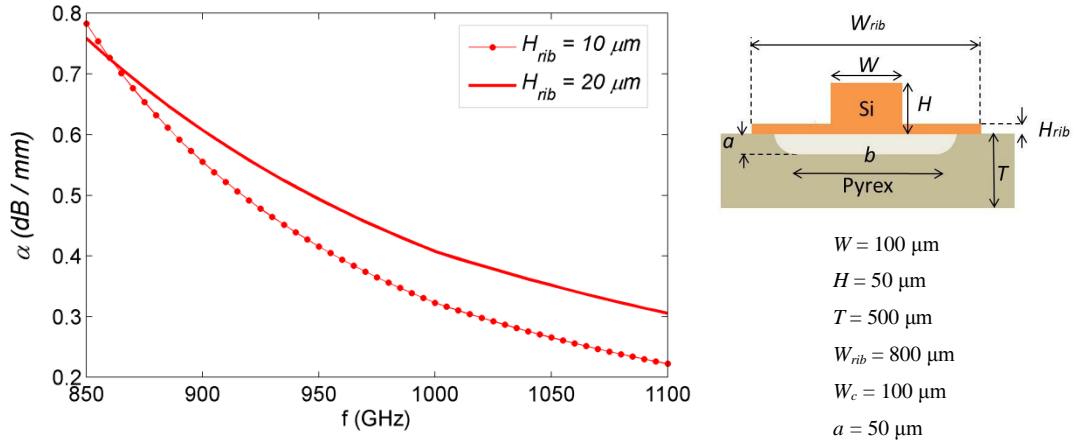 0.8
0.7
0.6
0.5
0.4
0.3
0.2
α (dB / mm)
850
900
950
1000
1050
1100
f (GHz)
H_rib = 10 μm
H_rib = 20 μm
W_rib
W
Si
H
H_rib
a
b
T
Pyrex
W = 100 μm
H = 50 μm
T = 500 μm
W_rib = 800 μm
W_c = 100 μm
a = 50 μm